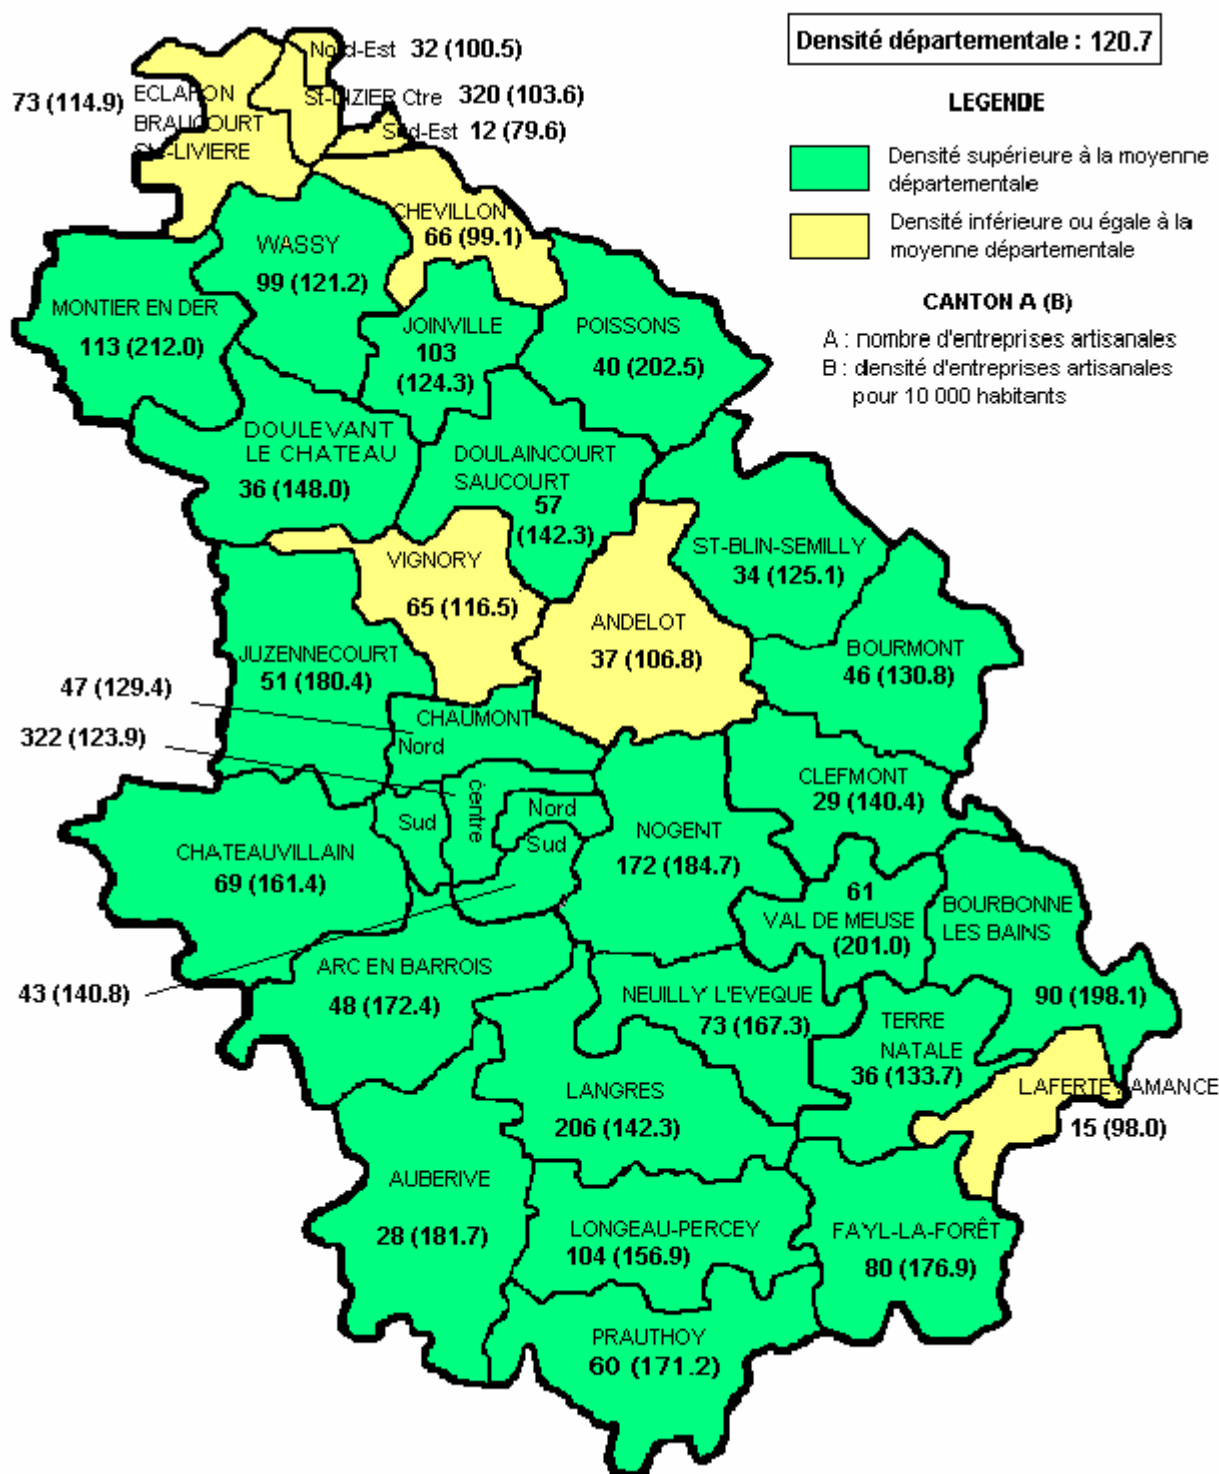 Densité départementale : 120.7
LEGENDE
Densité supérieure à la moyenne
départementale
Densité inférieure ou égale à la
moyenne départementale
CANTON A (B)
A : nombre d'entreprises artisanales
B : densité d'entreprises artisanales
pour 10 000 habitants
Nord-Est 32 (100.5)
St-DIZIER Ctre 320 (103.6)
Sud-Est 12 (79.6)
73 (114.9) ECLARON
BRAUCOURT
Ste-LIVIERE
CHEVILLON
66 (99.1)
WASSY
99 (121.2)
MONTIER EN DER
113 (212.0)
JOINVILLE
103
(124.3)
POISSONS
40 (202.5)
DOULEVANT
LE CHATEAU
36 (148.0)
DOULAINCOURT
SAUCOURT
57
(142.3)
ST-BLIN-SEMILLY
34 (125.1)
VIGNORY
65 (116.5)
ANDELOT
37 (106.8)
BOURMONT
46 (130.8)
JUZENNECOURT
51 (180.4)
47 (129.4)
322 (123.9)
CHAUMONT
Nord
Sud
centre
Nord
Sud
CLEFMONT
29 (140.4)
NOGENT
172 (184.7)
CHATEAUVILLAIN
69 (161.4)
61
VAL DE MEUSE
(201.0)
BOURBONNE
LES BAINS
90 (198.1)
43 (140.8)
ARC EN BARROIS
48 (172.4)
NEUILLY L'EVEQUE
73 (167.3)
TERRE
NATALE
36 (133.7)
LAFERTE/AMANCE
15 (98.0)
LANGRES
206 (142.3)
AUBERIVE
28 (181.7)
LONGEAU-PERCEY
104 (156.9)
FAYL-LA-FORÊT
80 (176.9)
PRAUTHOY
60 (171.2)